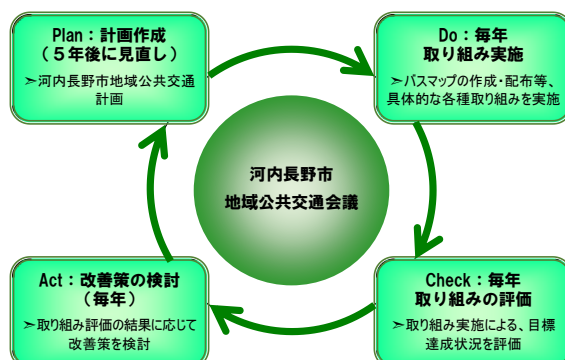 Plan：計画作成
（５年後に見直し）
➣河内長野市地域公共交通
計画
Do：毎年
取り組み実施
➣バスマップの作成・配布等、
具体的な各種取り組みを実施
河内長野市
地域公共交通会議
Act：改善策の検討
（毎年）
➣取り組み評価の結果に応じて
改善策を検討
Check：毎年
取り組みの評価
➣取り組み実施による、目標
達成状況を評価